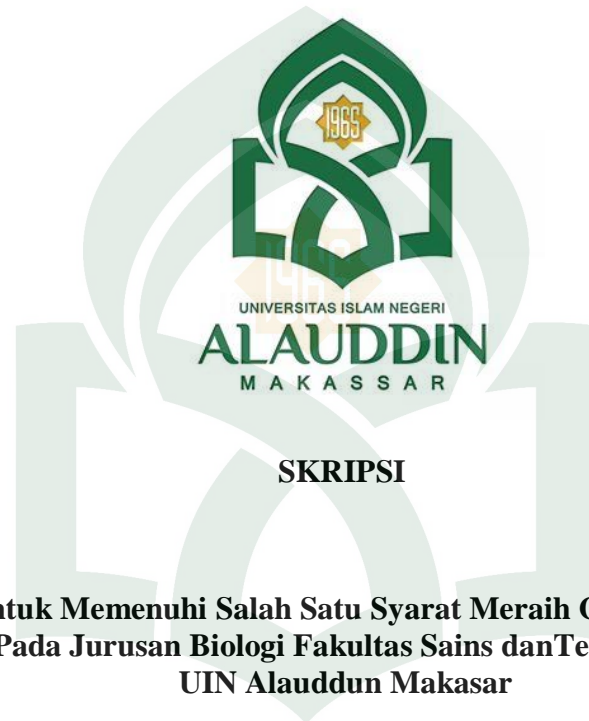 1965
UNIVERSITAS ISLAM NEGERI
ALAUDDIN
MAKASSAR
SKRIPSI
ntuk Memenuhi Salah Satu Syarat Meraih
Pada Jurusan Biologi Fakultas Sains danTe
UIN Alauddun Makasar